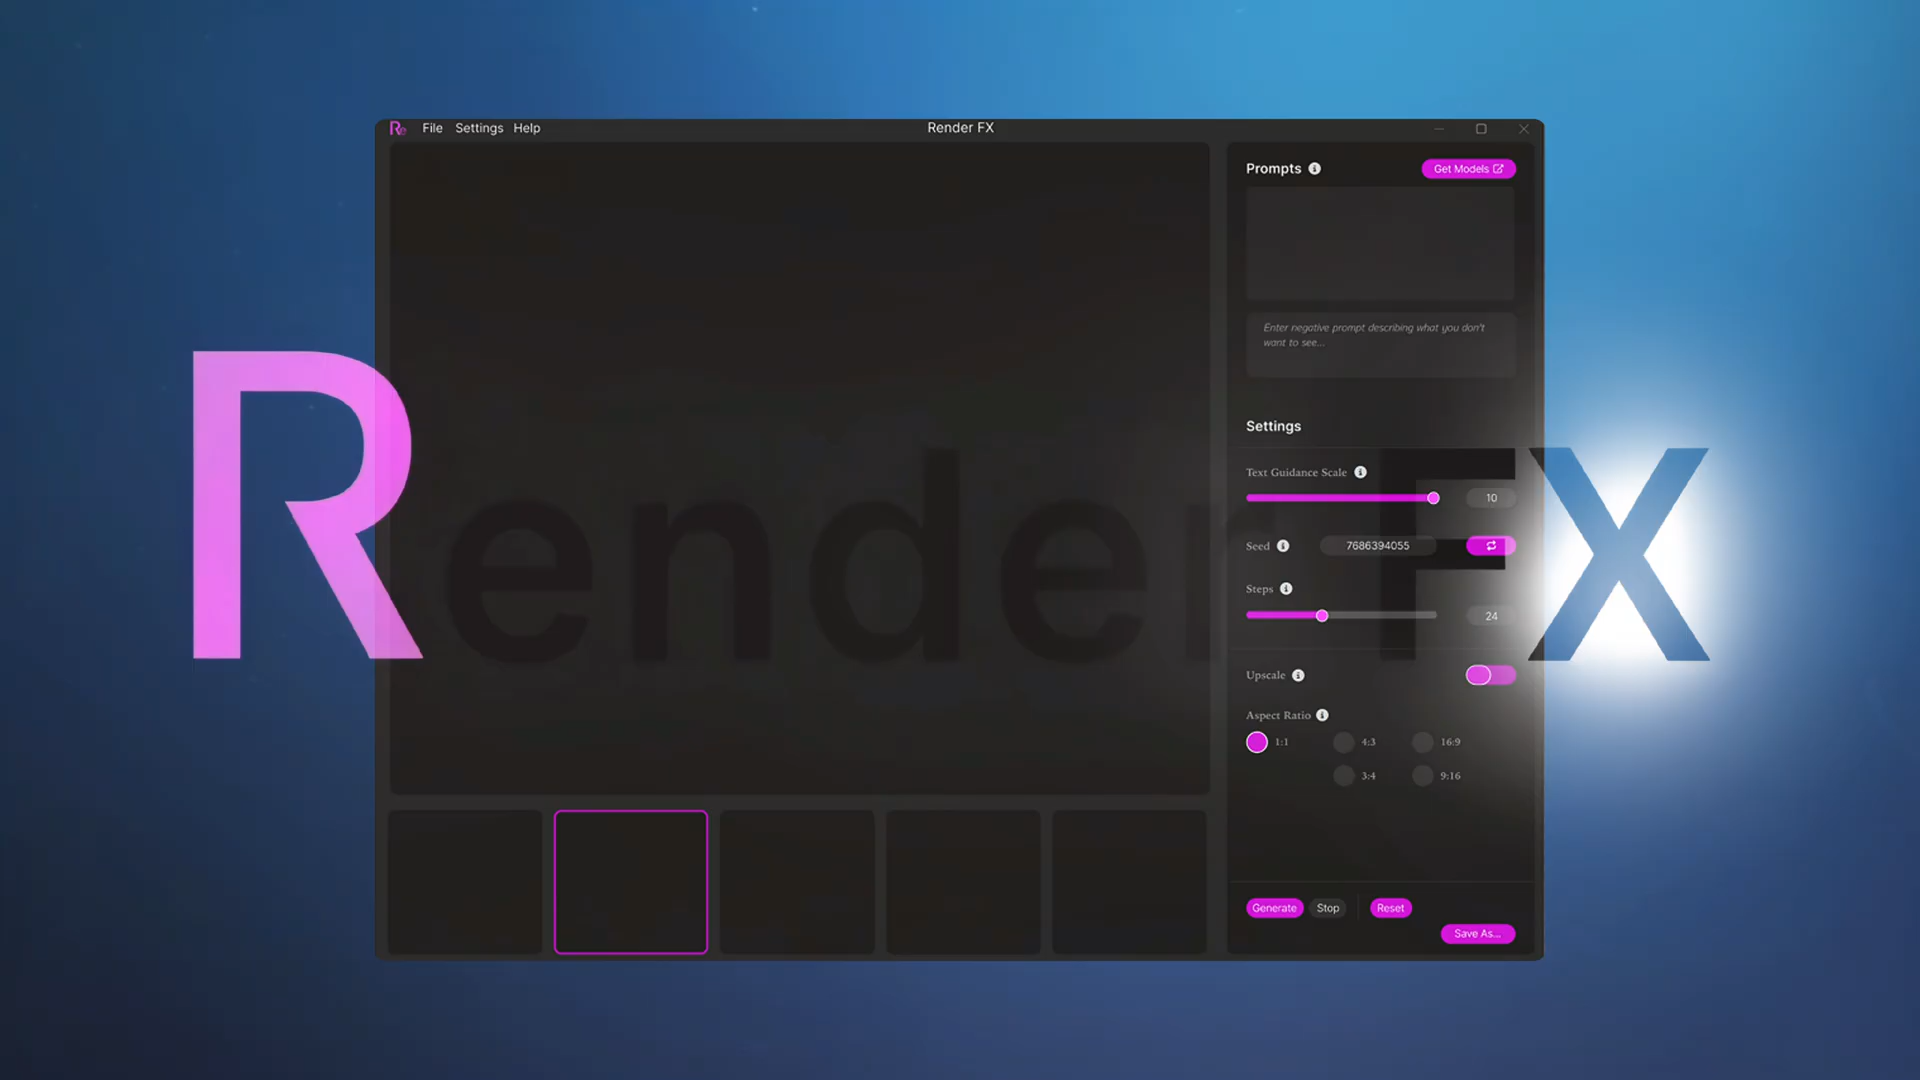 Re File Settings Help
Render FX
Prompts
Get Models
Enter negative prompt describing what you don't
want to see...
Settings
Text Guidance Scale
10
Seed
7686394055
Steps
24
Upscale
Aspect Ratio
1:1
4:3
16:9
3:4
9:16
Generate
Stop
Reset
Save As...
Render FX